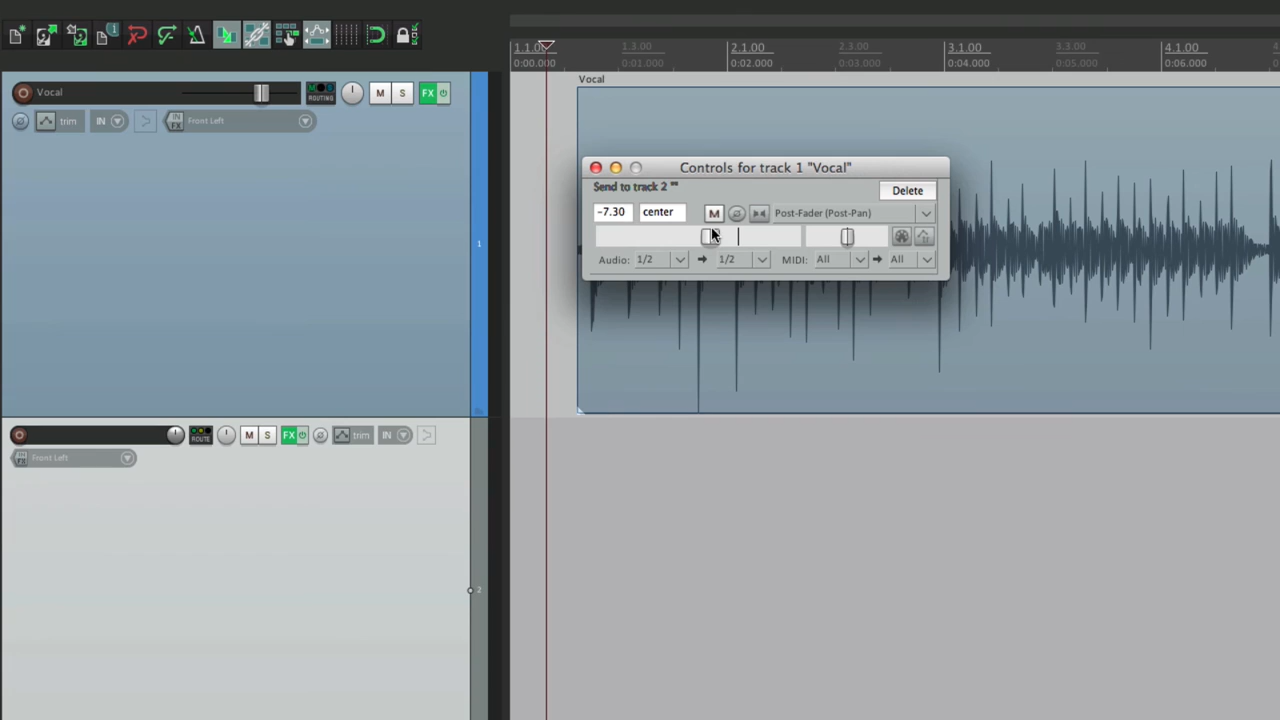 1.1.00 1.3.00 2.1.00 2.3.00 3.1.00 3.3.00 4.1.00
0:00.000 0:01.000 0:02.000 0:03.000 0:04.000 0:05.000 0:06.000
Vocal
Vocal ROUTING M S FX
trim IN IN FX Front Left
1
Controls for track 1 "Vocal"
Send to track 2 "" Delete
-7.30 center M Post-Fader (Post-Pan)
Audio: 1/2 1/2 MIDI: All All
ROUTE M S FX trim IN
Front Left
2